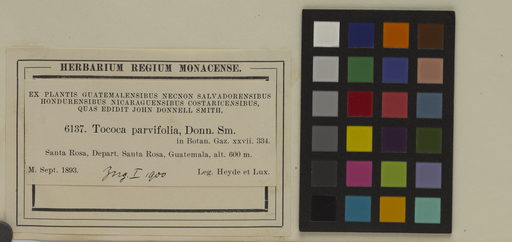 HERBARIUM REGIUM MONACENSE.
EX PLANTIS GUATEMALENSIBUS NECNON SALVADORENSIBUS
HONDURENSIBUS NICARAGUENSIBUS COSTARICENSIBUS,
QUAS EDIDIT JOHN DONNELL SMITH.
6137. Tococa parvifolia, Donn. Sm.
in Botan. Gaz. xxvii. 334.
Santa Rosa, Depart. Santa Rosa, Guatemala, alt. 600 m.
M. Sept. 1893. Jng. I 1900 Leg. Heyde et Lux.